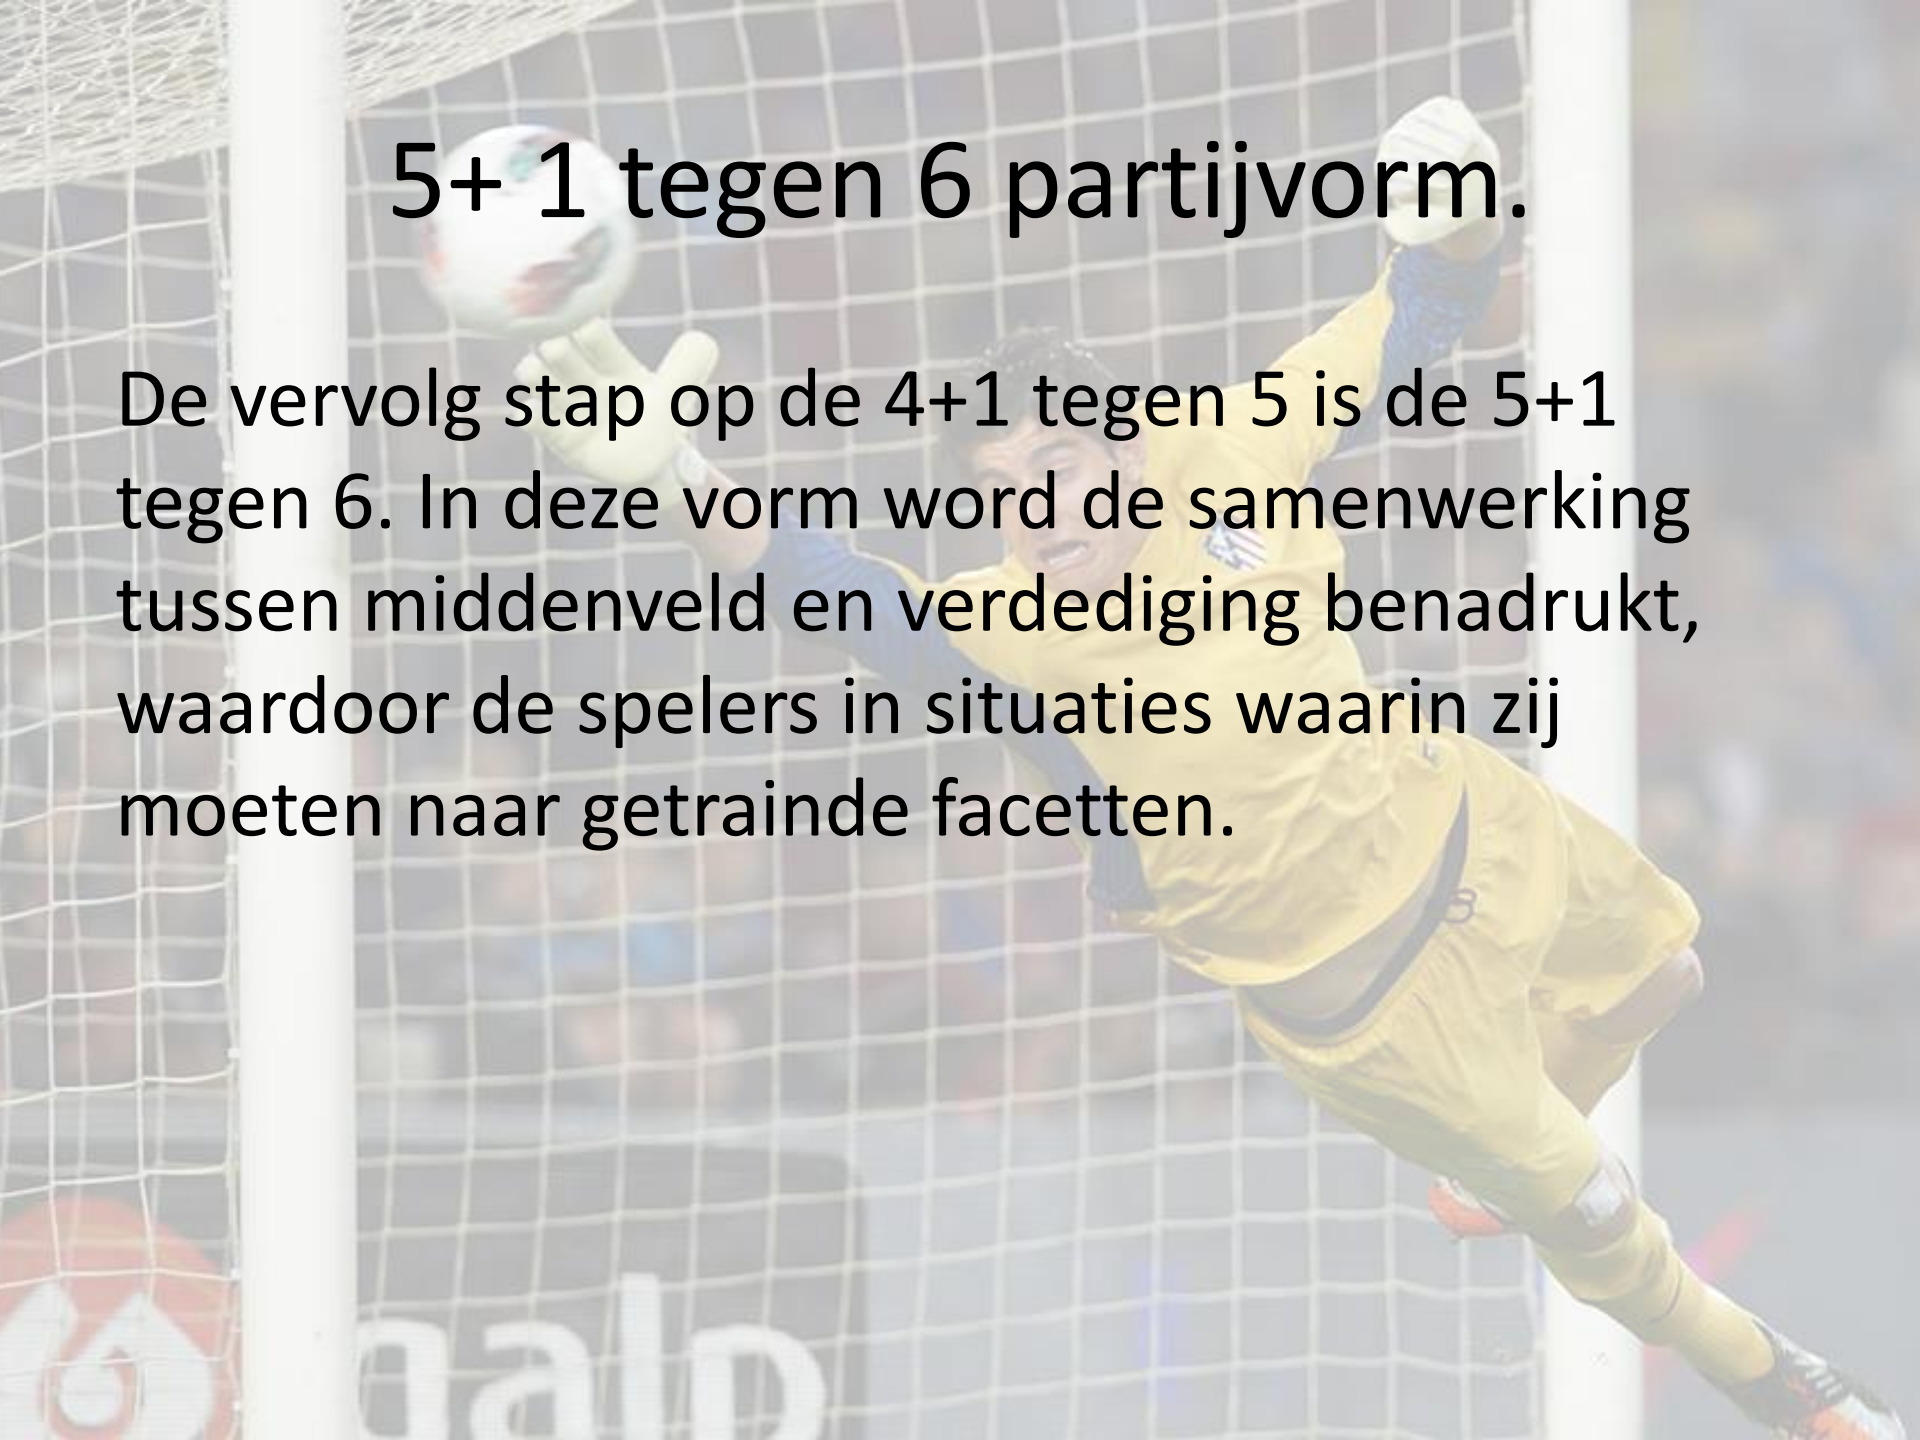 5+ 1 tegen 6 partijvorm.
De vervolg stap op de 4+1 tegen 5 is de 5+1
tegen 6. In deze vorm word de samenwerking
tussen middenveld en verdediging benadrukt,
waardoor de spelers in situaties waarin zij
moeten naar getrainde facetten.
galp